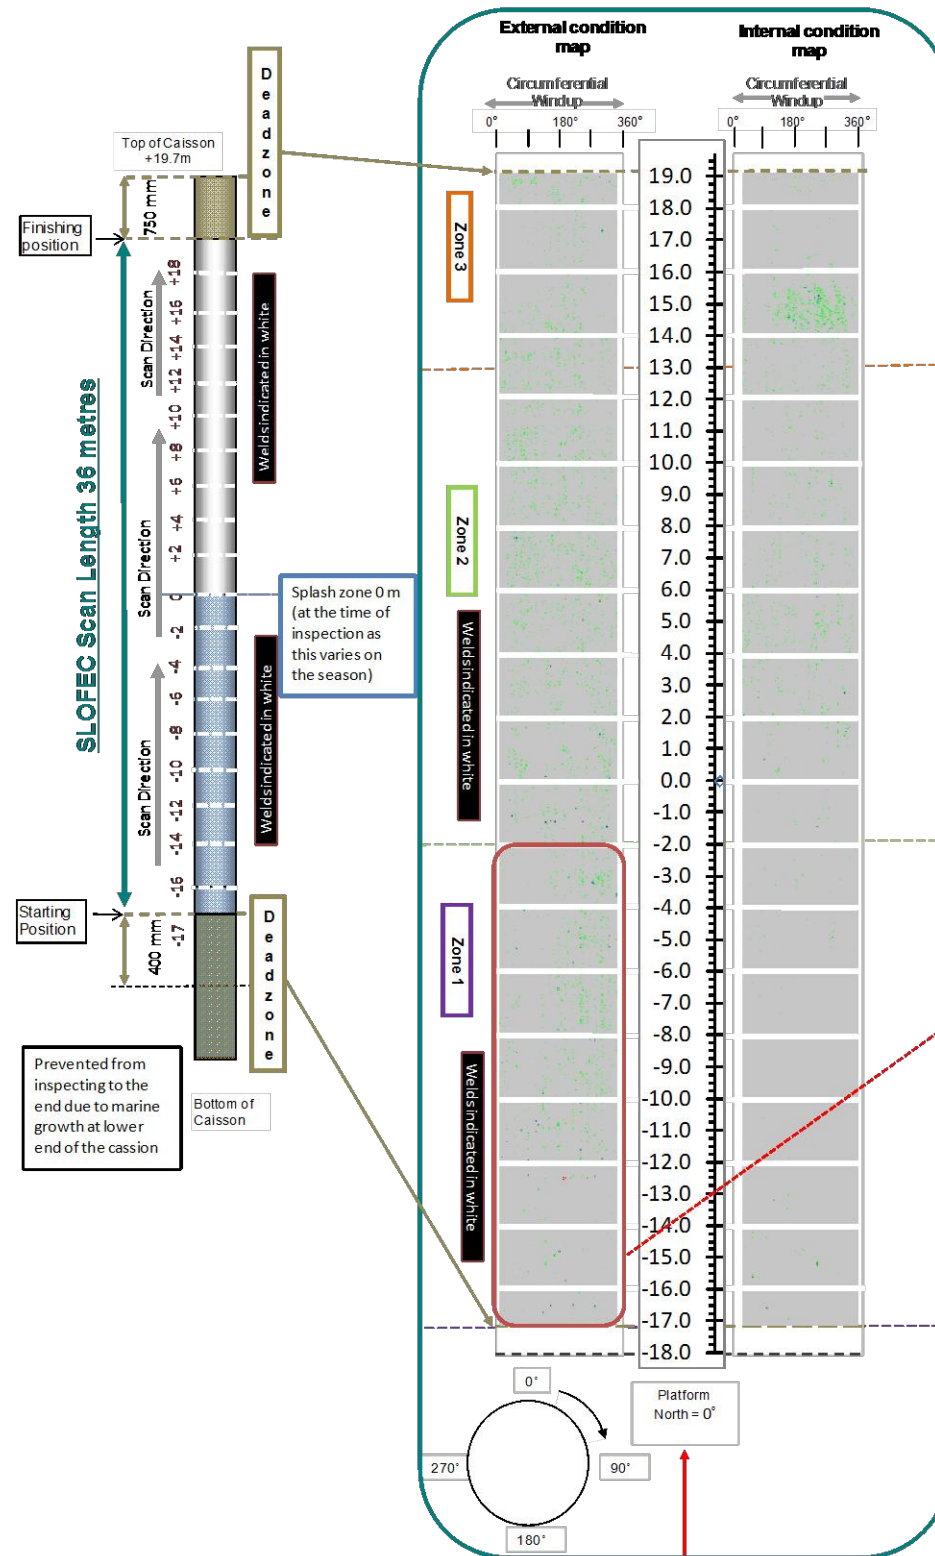 External condition
map
Internal condition
map
Circumferential
Windup
Circumferential
Windup
0° 180° 360°
0° 180° 360°
Deadzone
Top of Caisson
+19.7m
750 mm
Finishing
position
SLOFEC Scan Length 36 metres
Scan Direction
Scan Direction
Scan Direction
+18
+16
+14
+12
+10
+8
+6
+4
+2
0
-2
-4
-6
-8
-10
-12
-14
-16
-17
Welds indicated in white
Welds indicated in white
Splash zone 0 m
(at the time of
inspection as
this varies on
the season)
Starting
Position
400 mm
Deadzone
Prevented from
inspecting to the
end due to marine
growth at lower
end of the cassion
Bottom of
Caisson
Zone 3
Zone 2
Welds indicated in white
Zone 1
Welds indicated in white
19.0
18.0
17.0
16.0
15.0
14.0
13.0
12.0
11.0
10.0
9.0
8.0
7.0
6.0
5.0
4.0
3.0
2.0
1.0
0.0
-1.0
-2.0
-3.0
-4.0
-5.0
-6.0
-7.0
-8.0
-9.0
-10.0
-11.0
-12.0
-13.0
-14.0
-15.0
-16.0
-17.0
-18.0
0°
90°
180°
270°
Platform
North = 0°